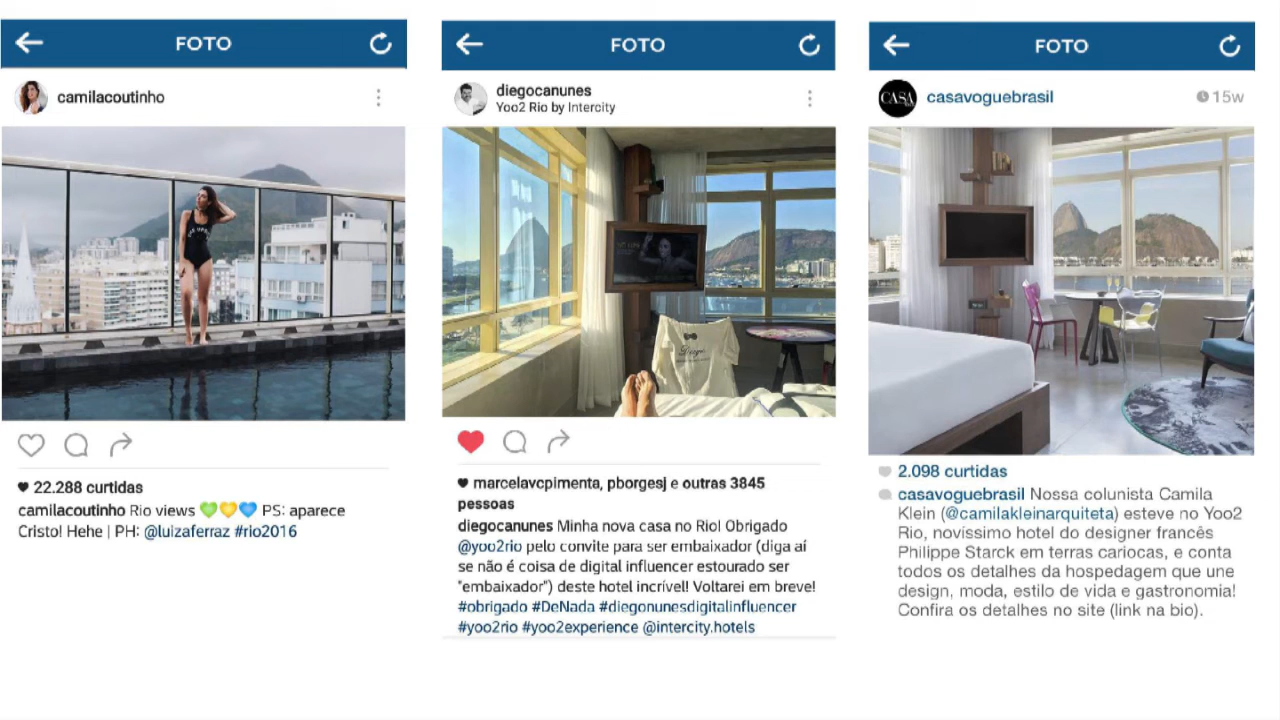 FOTO
camilacoutinho
22.288 curtidas
camilacoutinho Rio views 💚💛💙 PS: aparece
Cristo! Hehe | PH: @luizaferraz #rio2016
FOTO
diegocanunes
Yoo2 Rio by Intercity
marcelavcpimenta, pborgesj e outras 3845
pessoas
diegocanunes Minha nova casa no Rio! Obrigado
@yoo2rio pelo convite para ser embaixador (diga aí
se não é coisa de digital influencer estourado ser
"embaixador") deste hotel incrível! Voltarei em breve!
#obrigado #DeNada #diegonunesdigitalinfluencer
#yoo2rio #yoo2experience @intercity.hotels
FOTO
CASA
casavoguebrasil
15w
2.098 curtidas
casavoguebrasil Nossa colunista Camila
Klein (@camilakleinarquiteta) esteve no Yoo2
Rio, novíssimo hotel do designer francês
Philippe Starck em terras cariocas, e conta
todos os detalhes da hospedagem que une
design, moda, estilo de vida e gastronomia!
Confira os detalhes no site (link na bio).